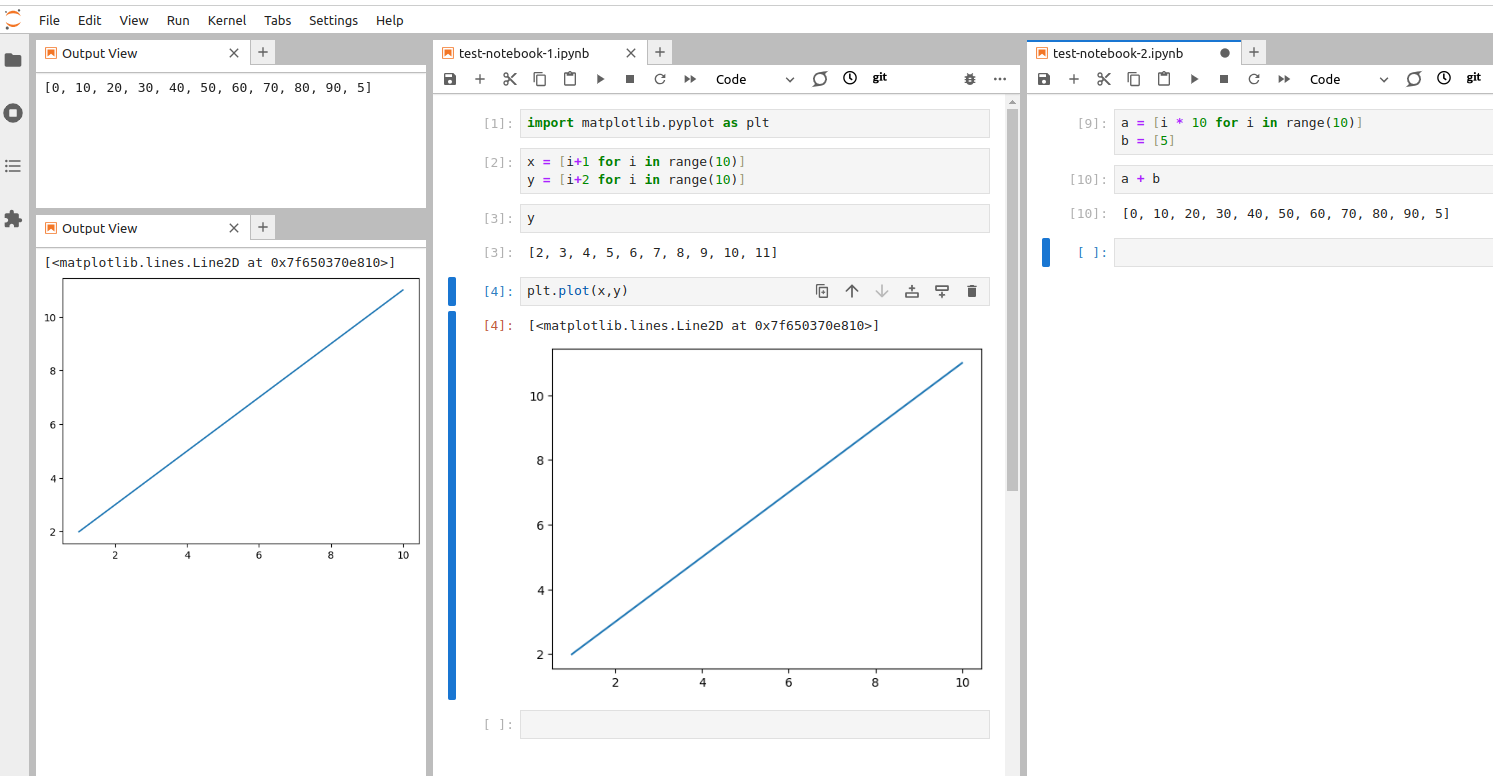 File Edit View Run Kernel Tabs Settings Help
Output View
[0, 10, 20, 30, 40, 50, 60, 70, 80, 90, 5]
Output View
[<matplotlib.lines.Line2D at 0x7f650370e810>]
10
8
6
4
2
2 4 6 8 10
test-notebook-1.ipynb
Code git
[1]: import matplotlib.pyplot as plt
[2]: x = [i+1 for i in range(10)]
y = [i+2 for i in range(10)]
[3]: y
[3]: [2, 3, 4, 5, 6, 7, 8, 9, 10, 11]
[4]: plt.plot(x,y)
[4]: [<matplotlib.lines.Line2D at 0x7f650370e810>]
10
8
6
4
2
2 4 6 8 10
[ ]:
test-notebook-2.ipynb
Code git
[9]: a = [i * 10 for i in range(10)]
b = [5]
[10]: a + b
[10]: [0, 10, 20, 30, 40, 50, 60, 70, 80, 90, 5]
[ ]: